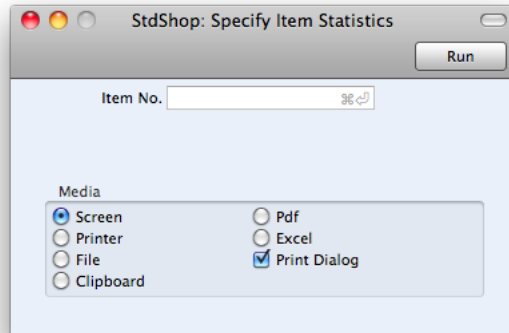 StdShop: Specify Item Statistics
Run
Item No. ⌘⏎
Media
Screen
Pdf
Printer
Excel
File
Print Dialog
Clipboard